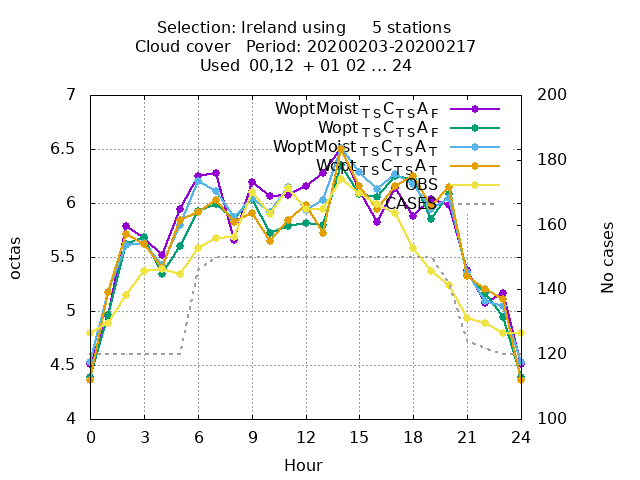 Selection: Ireland using 5 stations
Cloud cover Period: 20200203-20200217
Used 00,12 + 01 02 ... 24
7
6.5
6
5.5
5
4.5
4
octas
200
180
160
140
120
100
No cases
WoptMoist TS C TS A F
Wopt TS C TS A F
WoptMoist TS C TS A T
Wopt TS C TS A T
OBS
CASES
0 3 6 9 12 15 18 21 24
Hour